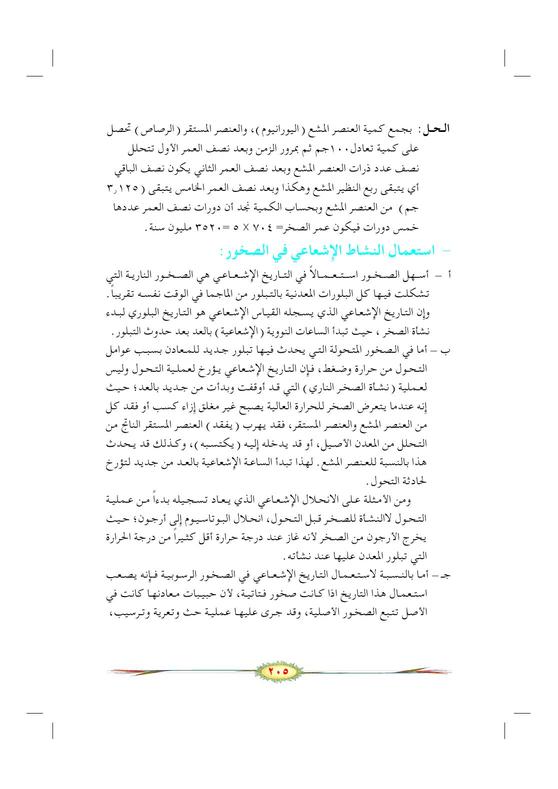 الحل : بجمع كمية العنصر المشع ( اليورانيوم )، والعنصر المستقر ( الرصاص ) تحصل
على كمية تعادل ١٠٠جم ثم بمرور الزمن وبعد نصف العمر الأول تتحلل
نصف عدد ذرات العنصر المشع وبعد نصف العمر الثاني يكون نصف الباقي
أي يتبقى ربع النظير المشع وهكذا وبعد نصف العمر الخامس يتبقى ( ٣٫١٢٥
جم ) من العنصر المشع وبحساب الكمية نجد أن دورات نصف العمر عددها
خمس دورات فيكون عمر الصخر= ٧٠٤ × ٥ = ٣٥٢٠ مليون سنة .
– استعمال النشاط الإشعاعي في الصخور :
أ – أسهل الصخور استعمالاً في التاريخ الإشعاعي هي الصخور النارية التي
تشكلت فيها كل البلورات المعدنية بالتبلور من الماجما في الوقت نفسه تقريباً.
وإن التاريخ الإشعاعي الذي يسجله القياس الإشعاعي هو التاريخ البلوري لبدء
نشأة الصخر ، حيث تبدأ الساعات النووية ( الإشعاعية ) بالعد بعد حدوث التبلور .
ب – أما في الصخور المتحولة التي يحدث فيها تبلور جديد للمعادن بسبب عوامل
التحول من حرارة وضغط، فإن التاريخ الإشعاعي يؤرخ لعملية التحول وليس
لعملية ( نشأة الصخر الناري ) التي قد أوقفت وبدأت من جديد بالعد؛ حيث
إنه عندما يتعرض الصخر للحرارة العالية يصبح غير مغلق إزاء كسب أو فقد كل
من العنصر المشع والعنصر المستقر، فقد يهرب ( يفقد ) العنصر المستقر الناتج من
التحلل من المعدن الأصيل، أو قد يدخله إليه ( يكتسبه )، وكذلك قد يحدث
هذا بالنسبة للعنصر المشع . لهذا تبدأ الساعة الإشعاعية بالعد من جديد لتؤرخ
لحادثة التحول .
ومن الأمثلة على الانحلال الإشعاعي الذي يعاد تسجيله بدءاً من عملية
التحول لاالنشأة للصخر قبل التحول، انحلال البوتاسيوم إلى أرجون؛ حيث
يخرج الأرجون من الصخر لأنه غاز عند درجة حرارة أقل كثيراً من درجة الحرارة
التي تبلور المعدن عليها عند نشأته .
جـ – أما بالنسبة لاستعمال التاريخ الإشعاعي في الصخور الرسوبية فإنه يصعب
استعمال هذا التاريخ اذا كانت صخور فتاتية، لأن حبيبات معادنها كانت في
الأصل تتبع الصخور الأصلية، وقد جرى عليها عملية حث وتعرية وترسيب،
٢٠٥